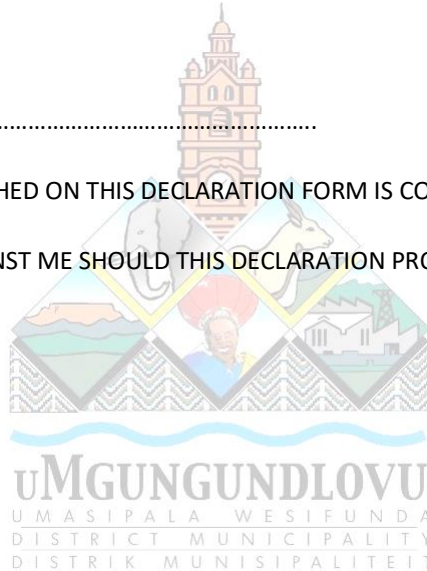 ………………………………………………..
HED ON THIS DECLARATION FORM IS CO
NST ME SHOULD THIS DECLARATION PRO
UMGUNGUNDLOVU
UMASIPALA WESIFUNDA
DISTRICT MUNICIPALITY
DISTRIK MUNISIPALITEIT